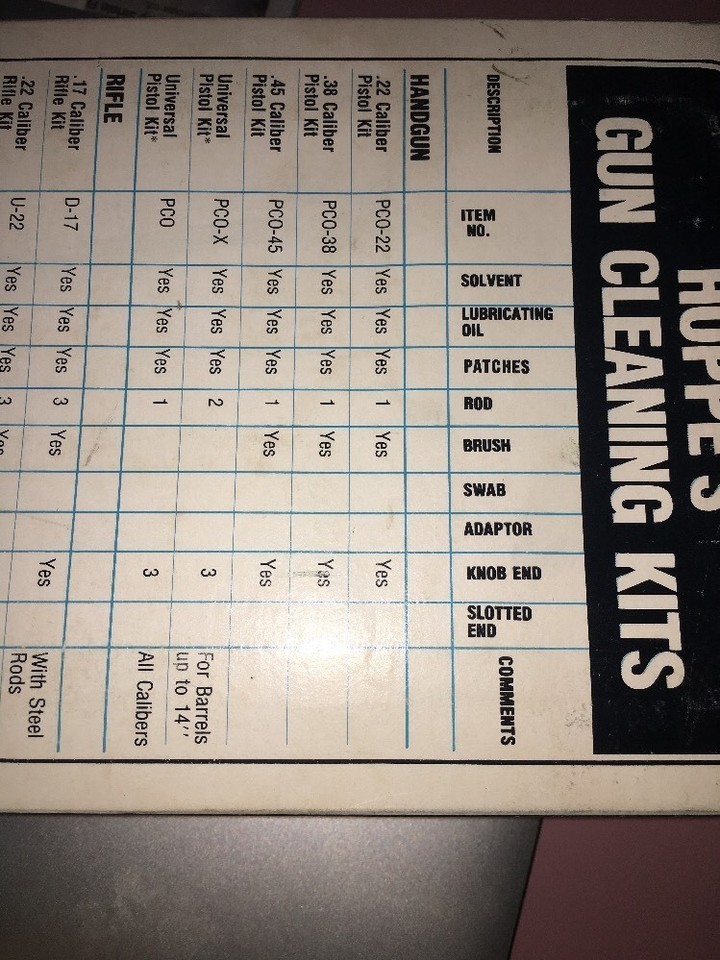 HOPPE'S
GUN CLEANING KITS
DESCRIPTION ITEM NO. SOLVENT LUBRICATING OIL PATCHES ROD BRUSH SWAB ADAPTOR KNOB END SLOTTED END COMMENTS
HANDGUN
.22 Caliber Pistol Kit PCO-22 Yes Yes Yes 1 Yes Yes
.38 Caliber Pistol Kit PCO-38 Yes Yes Yes 1 Yes Yes
.45 Caliber Pistol Kit PCO-45 Yes Yes Yes 1 Yes Yes
Universal Pistol Kit* PCO-X Yes Yes Yes 2 3 For Barrels up to 14''
Universal Pistol Kit* PCO Yes Yes Yes 1 3 All Calibers
RIFLE
.17 Caliber Rifle Kit D-17 Yes Yes Yes 3 Yes Yes With Steel Rods
.22 Caliber Rifle Kit U-22 Yes Yes Yes 3 Yes